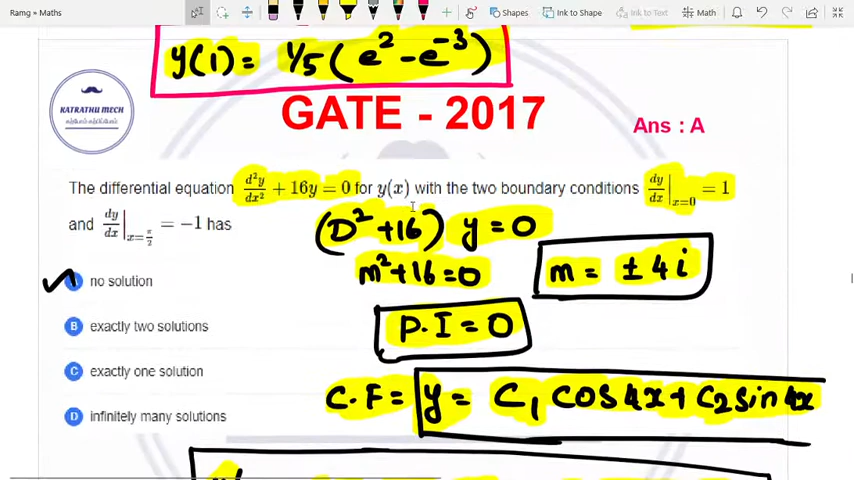 Ramg » Maths
Shapes
Ink to Shape
Ink to Text
Ink to Math
y(1) = 1/5 ( e² - e⁻³ )
KATRATHU MECH
GATE - 2017
Ans : A
The differential equation d²y/dx² + 16y = 0 for y(x) with the two boundary conditions dy/dx|ₓ₌₀ = 1
and dy/dx|ₓ₌π/2 = −1 has
(D² +16) y = 0
A no solution
m² +16 = 0
m = ± 4i
B exactly two solutions
P.I = 0
C exactly one solution
C.F = y = C₁ cos 4x + C₂ sin 4x
D infinitely many solutions